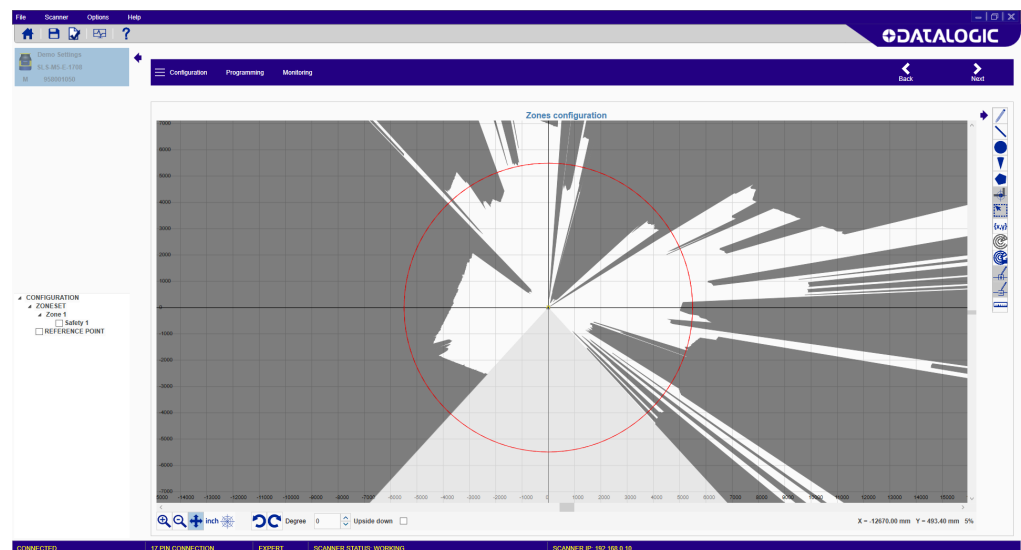 File Scanner Options Help
DATALOGIC
Demo Settings
SLS-M5-E-1708
Configuration Programming Monitoring
Back Next
Zones configuration
{x,y}
CONFIGURATION
ZONESET
Zone 1
Safety 1
REFERENCE POINT
-7000
-6000
-5000
-4000
-3000
-2000
-1000
-0
-1000
-2000
-3000
-4000
-5000
-6000
-7000
5000 -14000 -13000 -12000 -11000 -10000 -9000 -8000 -7000 -6000 -5000 -4000 -3000 -2000 -1000 0 1000 2000 3000 4000 5000 6000 7000 8000 9000 10000 11000 12000 13000 14000 15000
inch Degree 0 Upside down X = -12670.00 mm Y = 493.40 mm 5%
CONNECTED 17 PIN CONNECTION EXPERT SCANNER STATUS: WORKING SCANNER IP: 192.168.0.10